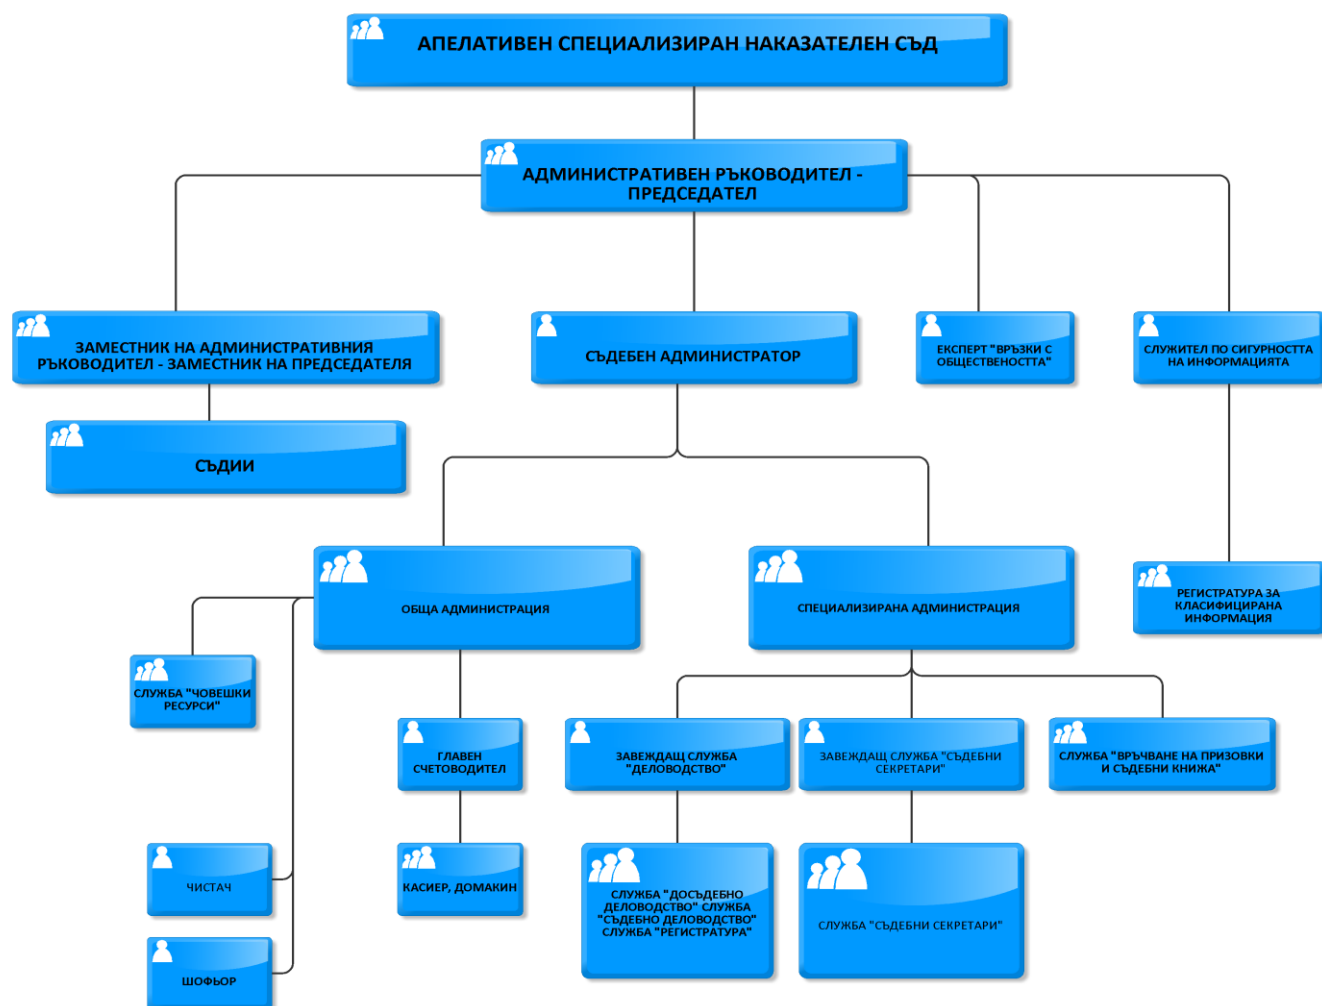 АПЕЛАТИВЕН СПЕЦИАЛИЗИРАН НАКАЗАТЕЛЕН СЪД
АДМИНИСТРАТИВЕН РЪКОВОДИТЕЛ -
ПРЕДСЕДАТЕЛ
ЗАМЕСТНИК НА АДМИНИСТРАТИВНИЯ
РЪКОВОДИТЕЛ - ЗАМЕСТНИК НА ПРЕДСЕДАТЕЛЯ
СЪДЕБЕН АДМИНИСТРАТОР
ЕКСПЕРТ "ВРЪЗКИ С
ОБЩЕСТВЕНОСТТА"
СЛУЖИТЕЛ ПО СИГУРНОСТТА
НА ИНФОРМАЦИЯТА
СЪДИИ
ОБЩА АДМИНИСТРАЦИЯ
СПЕЦИАЛИЗИРАНА АДМИНИСТРАЦИЯ
РЕГИСТРАТУРА ЗА
КЛАСИФИЦИРАНА
ИНФОРМАЦИЯ
СЛУЖБА "ЧОВЕШКИ
РЕСУРСИ"
ГЛАВЕН
СЧЕТОВОДИТЕЛ
ЗАВЕЖДАЩ СЛУЖБА
"ДЕЛОВОДСТВО"
ЗАВЕЖДАЩ СЛУЖБА "СЪДЕБНИ
СЕКРЕТАРИ"
СЛУЖБА "ВРЪЧВАНЕ НА ПРИЗОВКИ
И СЪДЕБНИ КНИЖА"
ЧИСТАЧ
КАСИЕР, ДОМАКИН
СЛУЖБА "ДОСЪДЕБНО
ДЕЛОВОДСТВО" СЛУЖБА
"СЪДЕБНО ДЕЛОВОДСТВО"
СЛУЖБА "РЕГИСТРАТУРА"
СЛУЖБА "СЪДЕБНИ СЕКРЕТАРИ"
ШОФЬОР